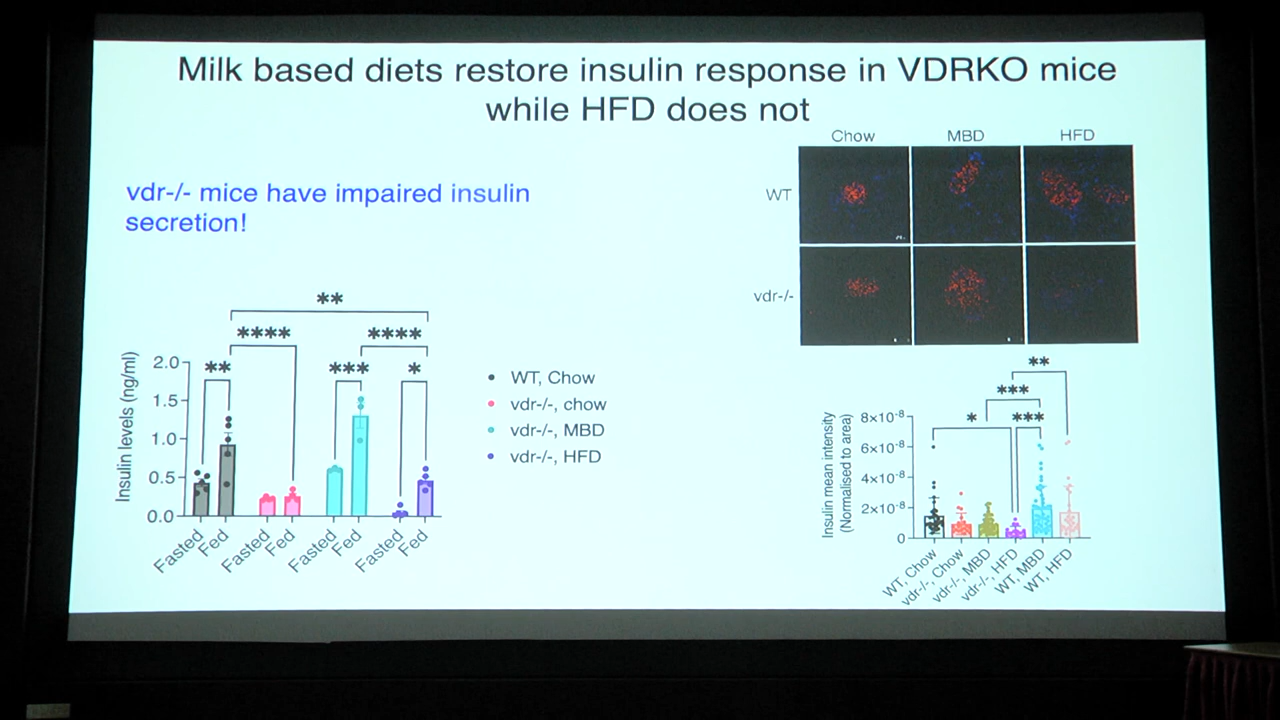 Milk based diets restore insulin response in VDRKO mice
while HFD does not
vdr-/- mice have impaired insulin
secretion!
Chow MBD HFD
WT
vdr-/-
**
**** ****
** *** *
Insulin levels (ng/ml)
2.0
1.5
1.0
0.5
0.0
Fasted Fed Fasted Fed Fasted Fed Fasted Fed
WT, Chow
vdr-/-, chow
vdr-/-, MBD
vdr-/-, HFD
**
***
* ***
Insulin mean intensity
(Normalised to area)
8×10-8
6×10-8
4×10-8
2×10-8
0
WT, Chow
vdr-/-, Chow
vdr-/-, MBD
vdr-/-, HFD
WT, MBD
WT, HFD